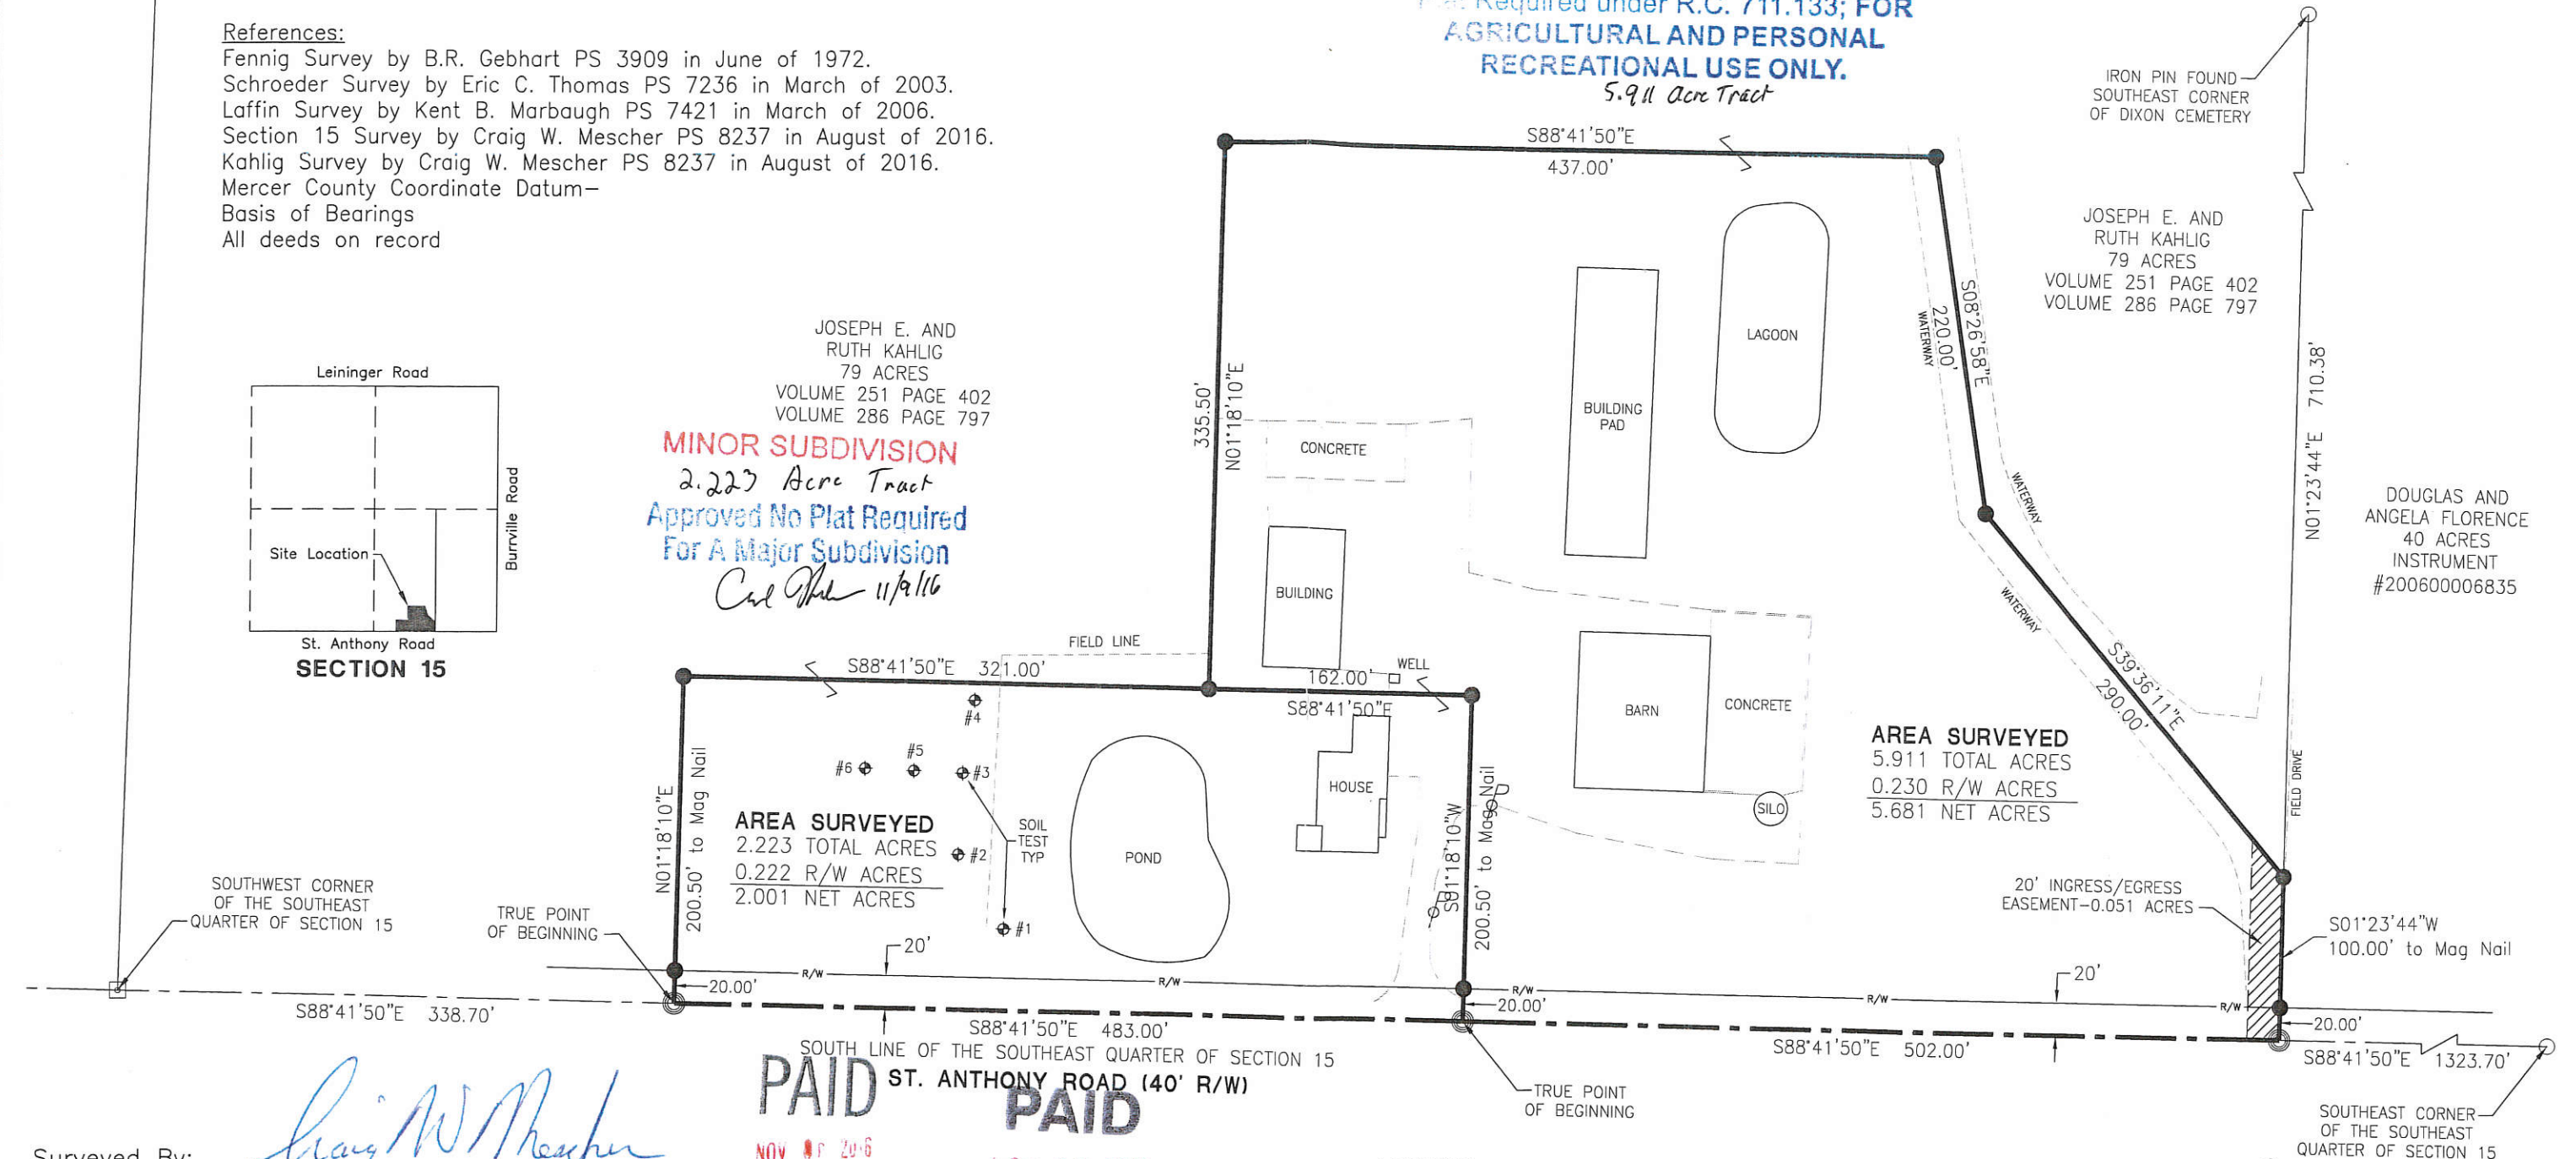 References:
Fennig Survey by B.R. Gebhart PS 3909 in June of 1972.
Schroeder Survey by Eric C. Thomas PS 7236 in March of 2003.
Laffin Survey by Kent B. Marbaugh PS 7421 in March of 2006.
Section 15 Survey by Craig W. Mescher PS 8237 in August of 2016.
Kahlig Survey by Craig W. Mescher PS 8237 in August of 2016.
Mercer County Coordinate Datum-
Basis of Bearings
All deeds on record
Required under R.C. 711.133; FOR
AGRICULTURAL AND PERSONAL
RECREATIONAL USE ONLY.
5.911 Acre Tract
IRON PIN FOUND
SOUTHEAST CORNER
OF DIXON CEMETERY
S88°41'50"E
437.00'
JOSEPH E. AND
RUTH KAHLIG
79 ACRES
VOLUME 251 PAGE 402
VOLUME 286 PAGE 797
LAGOON
S08°26'58"E
220.00'
WATERWAY
N01°23'44"E 710.38'
JOSEPH E. AND
RUTH KAHLIG
79 ACRES
VOLUME 251 PAGE 402
VOLUME 286 PAGE 797
MINOR SUBDIVISION
2.223 Acre Tract
Approved No Plat Required
For A Major Subdivision
11/9/16
Leininger Road
Burrville Road
Site Location
St. Anthony Road
SECTION 15
335.50'
N01°18'10"E
CONCRETE
BUILDING
PAD
BUILDING
WATERWAY
WATERWAY
DOUGLAS AND
ANGELA FLORENCE
40 ACRES
INSTRUMENT
#200600006835
FIELD LINE
S88°41'50"E 321.00'
162.00'
WELL
S88°41'50"E
BARN
CONCRETE
SILO
S39°36'11"E
290.00'
AREA SURVEYED
5.911 TOTAL ACRES
0.230 R/W ACRES
5.681 NET ACRES
FIELD DRIVE
#4
#5
#6
#3
#2
#1
SOIL
TEST
TYP
N01°18'10"E
200.50' to Mag Nail
AREA SURVEYED
2.223 TOTAL ACRES
0.222 R/W ACRES
2.001 NET ACRES
POND
HOUSE
S01°18'10"W
200.50' to Mag Nail
20' INGRESS/EGRESS
EASEMENT-0.051 ACRES
S01°23'44"W
100.00' to Mag Nail
SOUTHWEST CORNER
OF THE SOUTHEAST
QUARTER OF SECTION 15
TRUE POINT
OF BEGINNING
20'
R/W
R/W
R/W
R/W
R/W
20'
20.00'
20.00'
20.00'
S88°41'50"E 338.70'
S88°41'50"E 483.00'
S88°41'50"E 502.00'
S88°41'50"E 1323.70'
SOUTH LINE OF THE SOUTHEAST QUARTER OF SECTION 15
ST. ANTHONY ROAD (40' R/W)
PAID
PAID
NOV
TRUE POINT
OF BEGINNING
SOUTHEAST CORNER
OF THE SOUTHEAST
QUARTER OF SECTION 15
Surveyed By:
Craig W Mescher